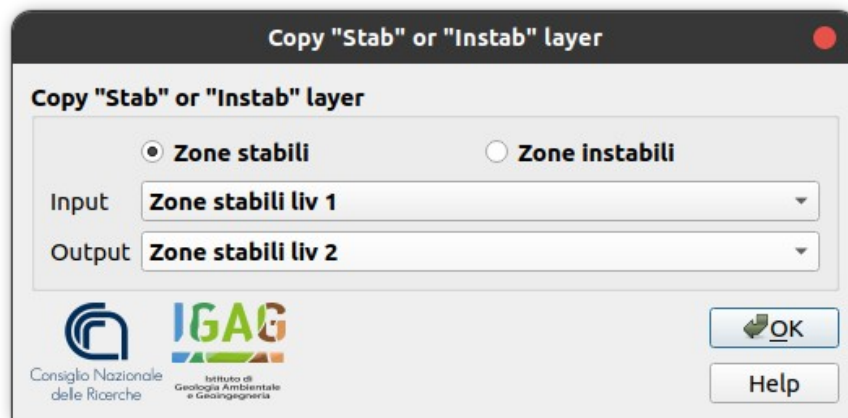 Copy "Stab" or "Instab" layer
Copy "Stab" or "Instab" layer
Zone stabili Zone instabili
Input Zone stabili liv 1
Output Zone stabili liv 2
IGAG
Consiglio Nazionale
delle Ricerche
Istituto di
Geologia Ambientale
e Geoingegneria
OK
Help